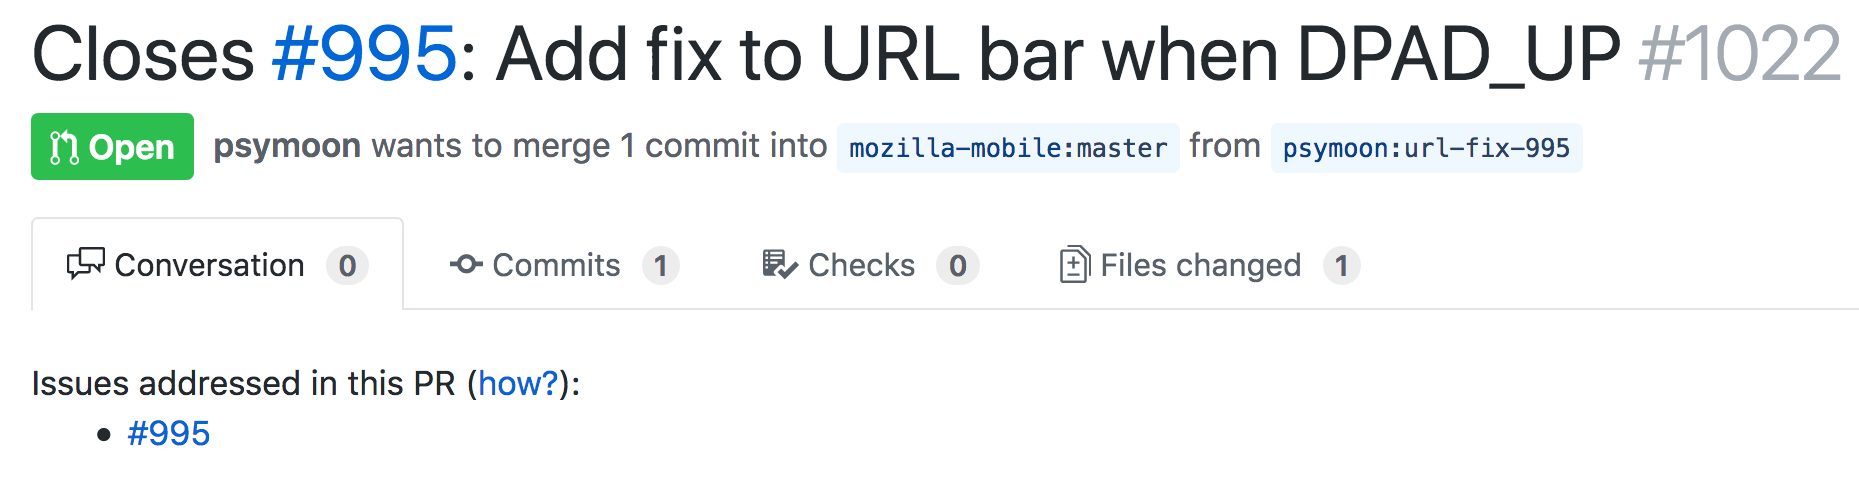 Closes #995: Add fix to URL bar when DPAD_UP #1022
Open psymoon wants to merge 1 commit into mozilla-mobile:master from psymoon:url-fix-995
Conversation 0 Commits 1 Checks 0 Files changed 1
Issues addressed in this PR (how?):
• #995